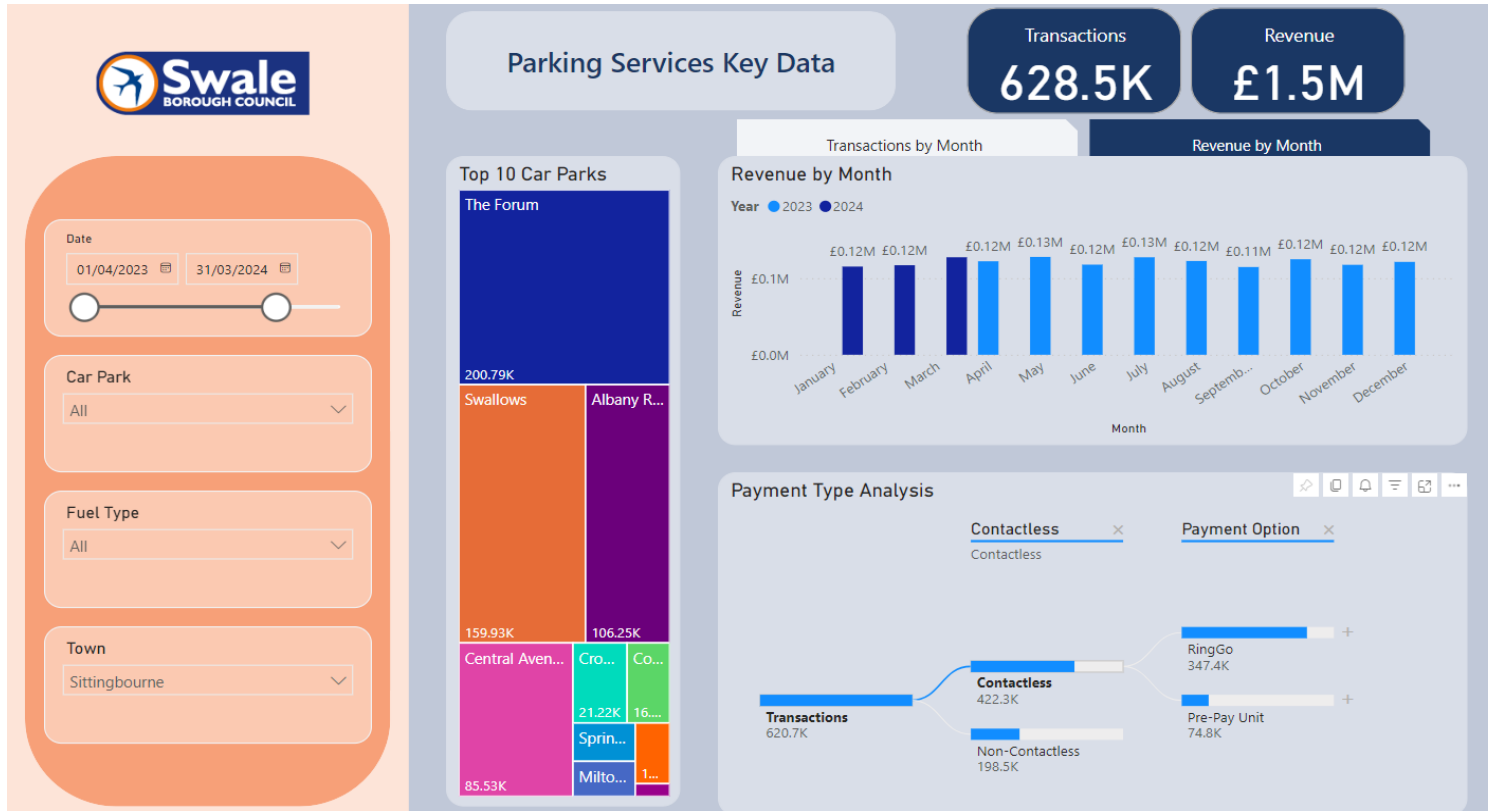 Swale
BOROUGH COUNCIL
Parking Services Key Data
Transactions
628.5K
Revenue
£1.5M
Transactions by Month
Revenue by Month
Date
01/04/2023
31/03/2024
Car Park
All
Fuel Type
All
Town
Sittingbourne
Top 10 Car Parks
The Forum
200.79K
Swallows
159.93K
Albany R...
106.25K
Central Aven...
85.53K
Cro...
21.22K
Co...
16....
Sprin...
Milto...
1...
Revenue by Month
Year 2023 2024
£0.12M £0.12M £0.12M £0.13M £0.12M £0.13M £0.12M £0.11M £0.12M £0.12M £0.12M
Revenue
£0.1M
£0.0M
January February March April May June July August Septemb... October November December
Month
Payment Type Analysis
Contactless
Contactless
Payment Option
Transactions
620.7K
Contactless
422.3K
Non-Contactless
198.5K
RingGo
347.4K
Pre-Pay Unit
74.8K